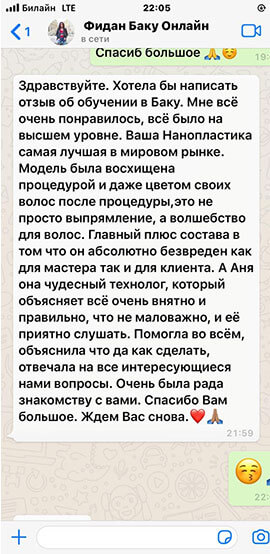 Билайн LTE 22:05
1 Фидан Баку Онлайн
в сети
Спасиб большое 🙏😚
Здравствуйте. Хотела бы написать
отзыв об обучении в Баку. Мне всё
очень понравилось, всё было на
высшем уровне. Ваша Нанопластика
самая лучшая в мировом рынке.
Модель была восхищена
процедурой и даже цветом своих
волос после процедуры,это не
просто выпрямление, а волшебство
для волос. Главный плюс состава в
том что он абсолютно безвреден как
для мастера так и для клиента. А Аня
она чудесный технолог, который
объясняет всё очень внятно и
правильно, что не маловажно, и её
приятно слушать. Помогла во всём,
объяснила что да как сделать,
отвечала на все интересующиеся
нами вопросы. Очень была рада
знакомству с вами. Спасибо Вам
большое. Ждем Вас снова.❤️🙏🏽
21:59